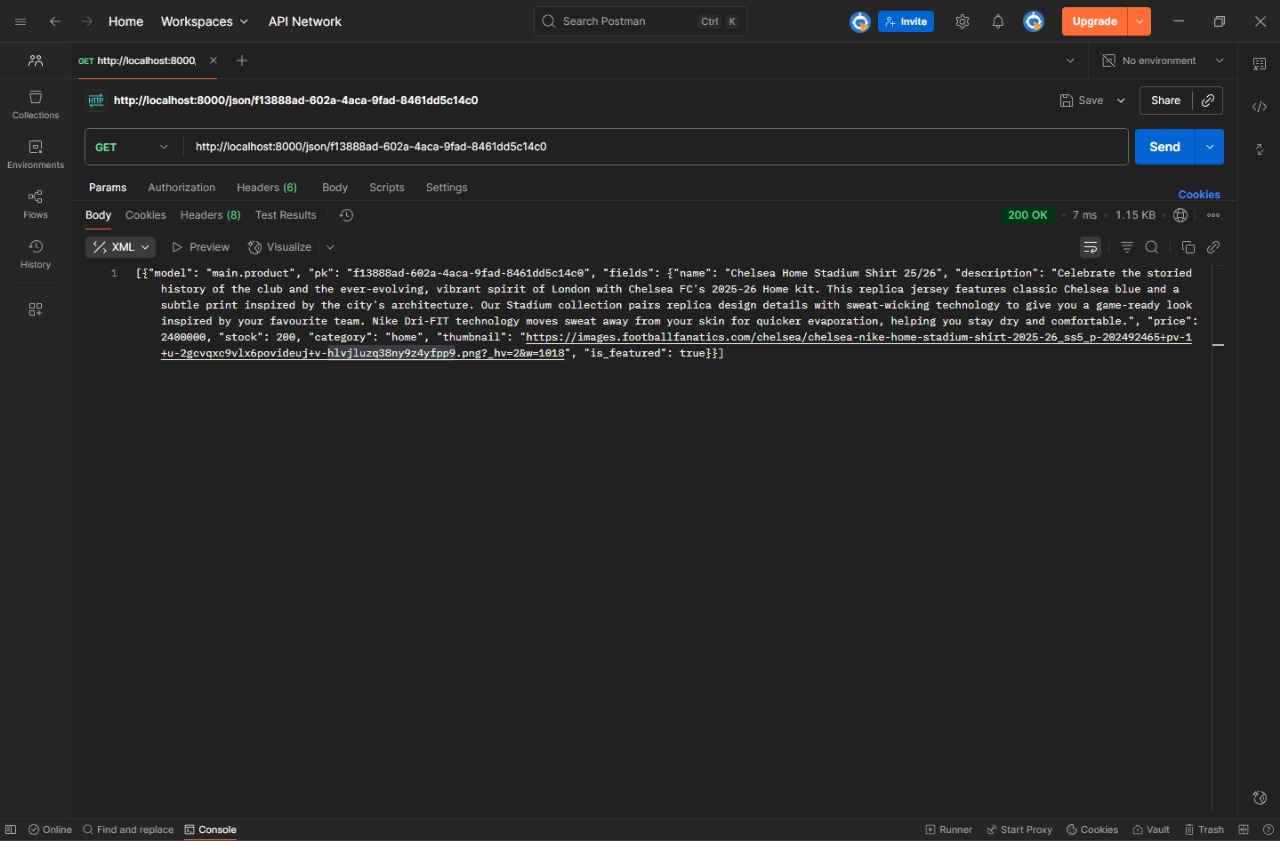 Home Workspaces API Network Search Postman Ctrl K Invite Upgrade
GET http://localhost:8000, No environment
HTTP http://localhost:8000/json/f13888ad-602a-4aca-9fad-8461dd5c14c0 Save Share
Collections
GET http://localhost:8000/json/f13888ad-602a-4aca-9fad-8461dd5c14c0 Send
Environments
Params Authorization Headers (6) Body Scripts Settings Cookies
Flows
Body Cookies Headers (8) Test Results 200 OK 7 ms 1.15 KB
XML Preview Visualize
History
1 [{"model": "main.product", "pk": "f13888ad-602a-4aca-9fad-8461dd5c14c0", "fields": {"name": "Chelsea Home Stadium Shirt 25/26", "description": "Celebrate the storied
history of the club and the ever-evolving, vibrant spirit of London with Chelsea FC's 2025-26 Home kit. This replica jersey features classic Chelsea blue and a
subtle print inspired by the city's architecture. Our Stadium collection pairs replica design details with sweat-wicking technology to give you a game-ready look
inspired by your favourite team. Nike Dri-FIT technology moves sweat away from your skin for quicker evaporation, helping you stay dry and comfortable.", "price":
2400000, "stock": 200, "category": "home", "thumbnail": "https://images.footballfanatics.com/chelsea/chelsea-nike-home-stadium-shirt-2025-26_ss5_p-202492465+pv-1
+u-2gcvqxc9vlx6povideuj+v-hlvjluzq38ny9z4yfpp9.png?_hv=2&w=1018", "is_featured": true}}]
Online Find and replace Console Runner Start Proxy Cookies Vault Trash